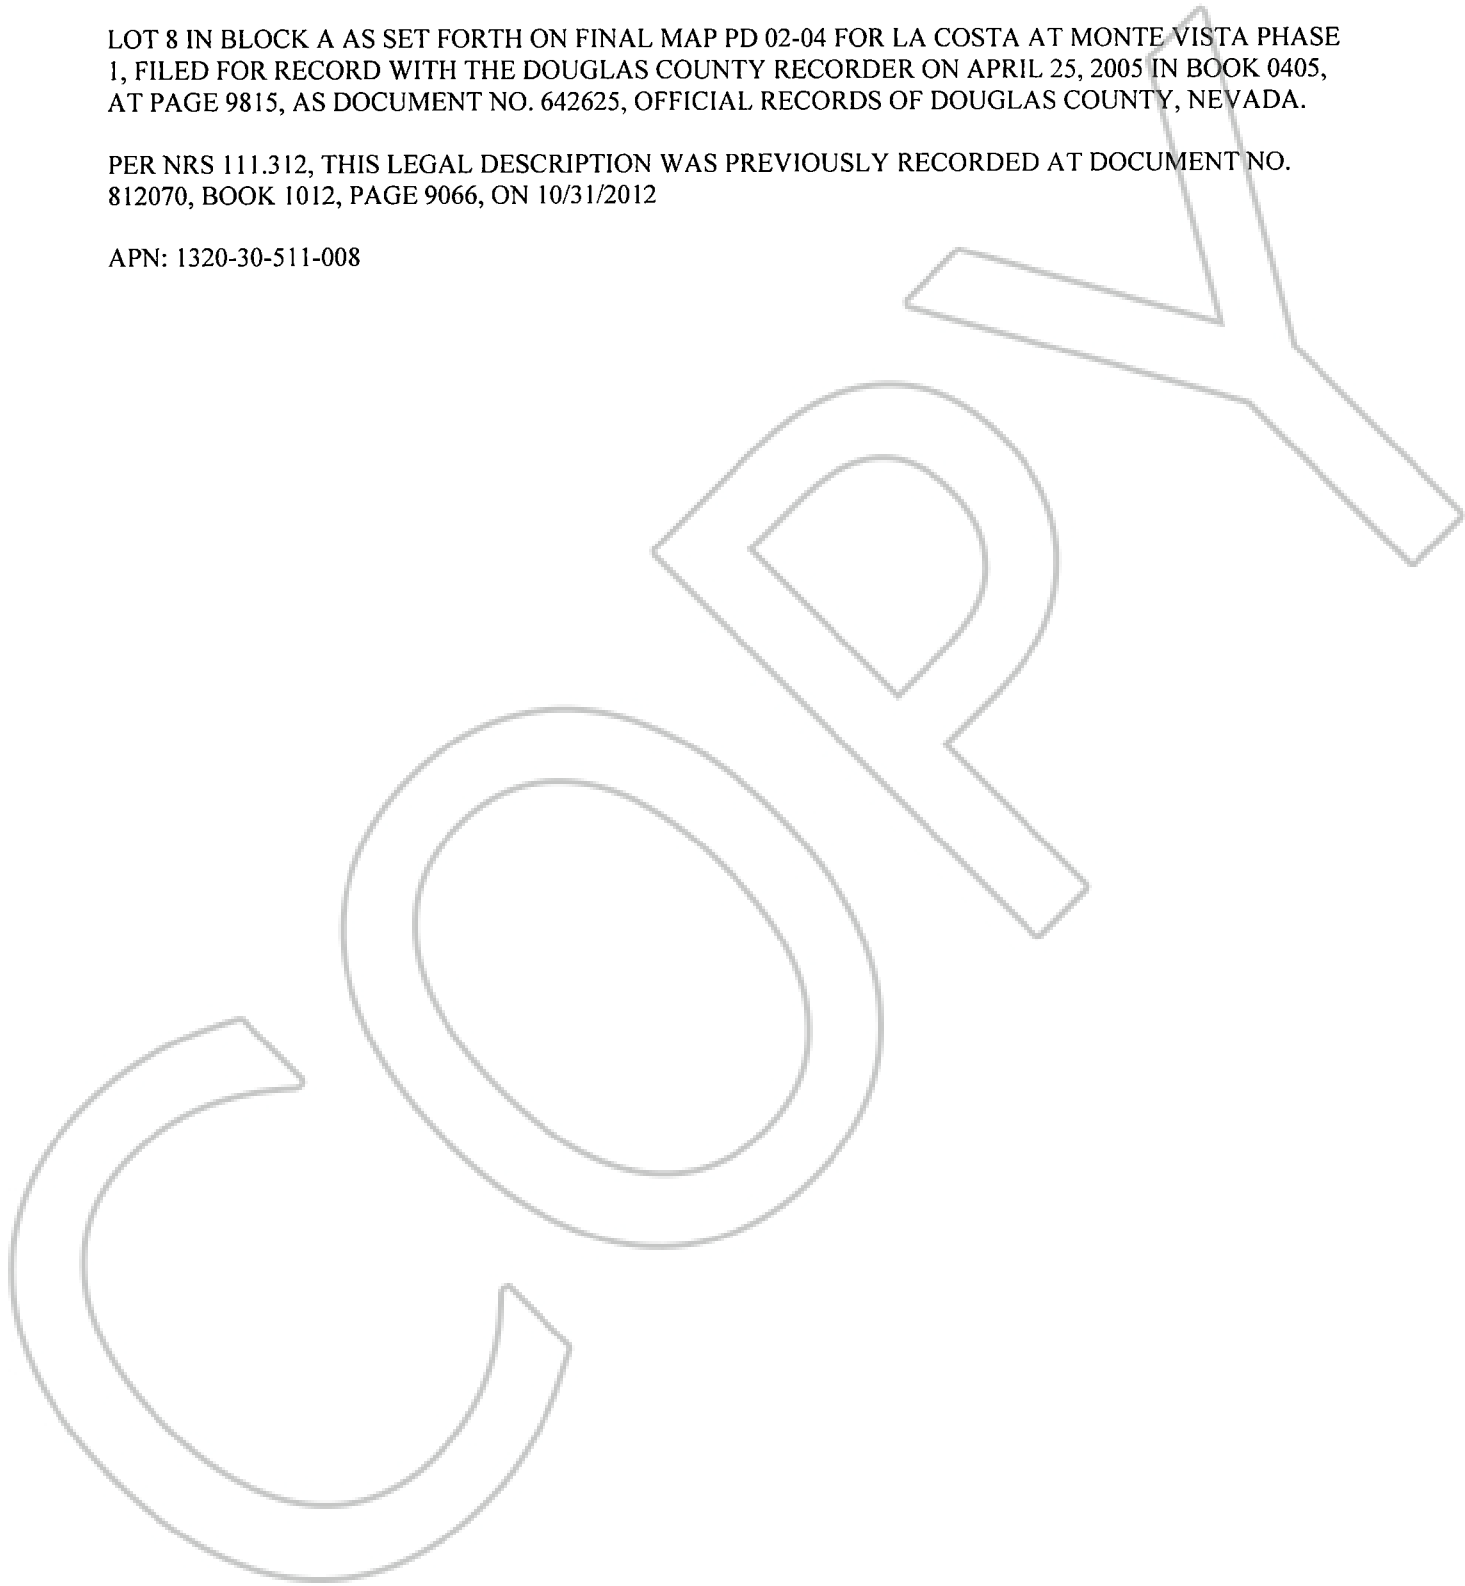 LOT 8 IN BLOCK A AS SET FORTH ON FINAL MAP PD 02-04 FOR LA COSTA AT MONTE VISTA PHASE
1, FILED FOR RECORD WITH THE DOUGLAS COUNTY RECORDER ON APRIL 25, 2005 IN BOOK 0405,
AT PAGE 9815, AS DOCUMENT NO. 642625, OFFICIAL RECORDS OF DOUGLAS COUNTY, NEVADA.
PER NRS 111.312, THIS LEGAL DESCRIPTION WAS PREVIOUSLY RECORDED AT DOCUMENT NO.
812070, BOOK 1012, PAGE 9066, ON 10/31/2012
APN: 1320-30-511-008
COPY